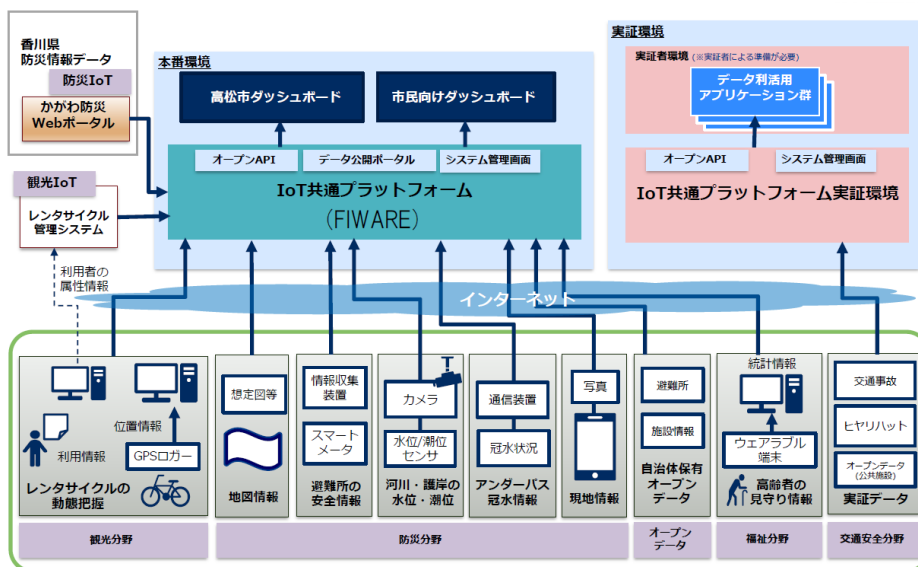 香川県
防災情報データ
防災IoT
かがわ防災
Webポータル
観光IoT
レンタサイクル
管理システム
利用者の
属性情報
本番環境
高松市ダッシュボード
市民向けダッシュボード
オープンAPI
データ公開ポータル
システム管理画面
IoT共通プラットフォーム
(FIWARE)
実証環境
実証者環境 (※実証者による準備が必要)
データ利活用
アプリケーション群
オープンAPI
システム管理画面
IoT共通プラットフォーム実証環境
インターネット
位置情報
利用情報
GPSロガー
レンタサイクルの
動態把握
想定図等
地図情報
情報収集
装置
スマート
メータ
避難所の
安全情報
カメラ
水位/潮位
センサ
河川・護岸の
水位・潮位
通信装置
冠水状況
アンダーパス
冠水情報
写真
現地情報
避難所
施設情報
自治体保有
オープン
データ
統計情報
ウェアラブル
端末
高齢者の
見守り情報
交通事故
ヒヤリハット
オープンデータ
(公共施設)
実証データ
観光分野
防災分野
オープン
データ
福祉分野
交通安全分野